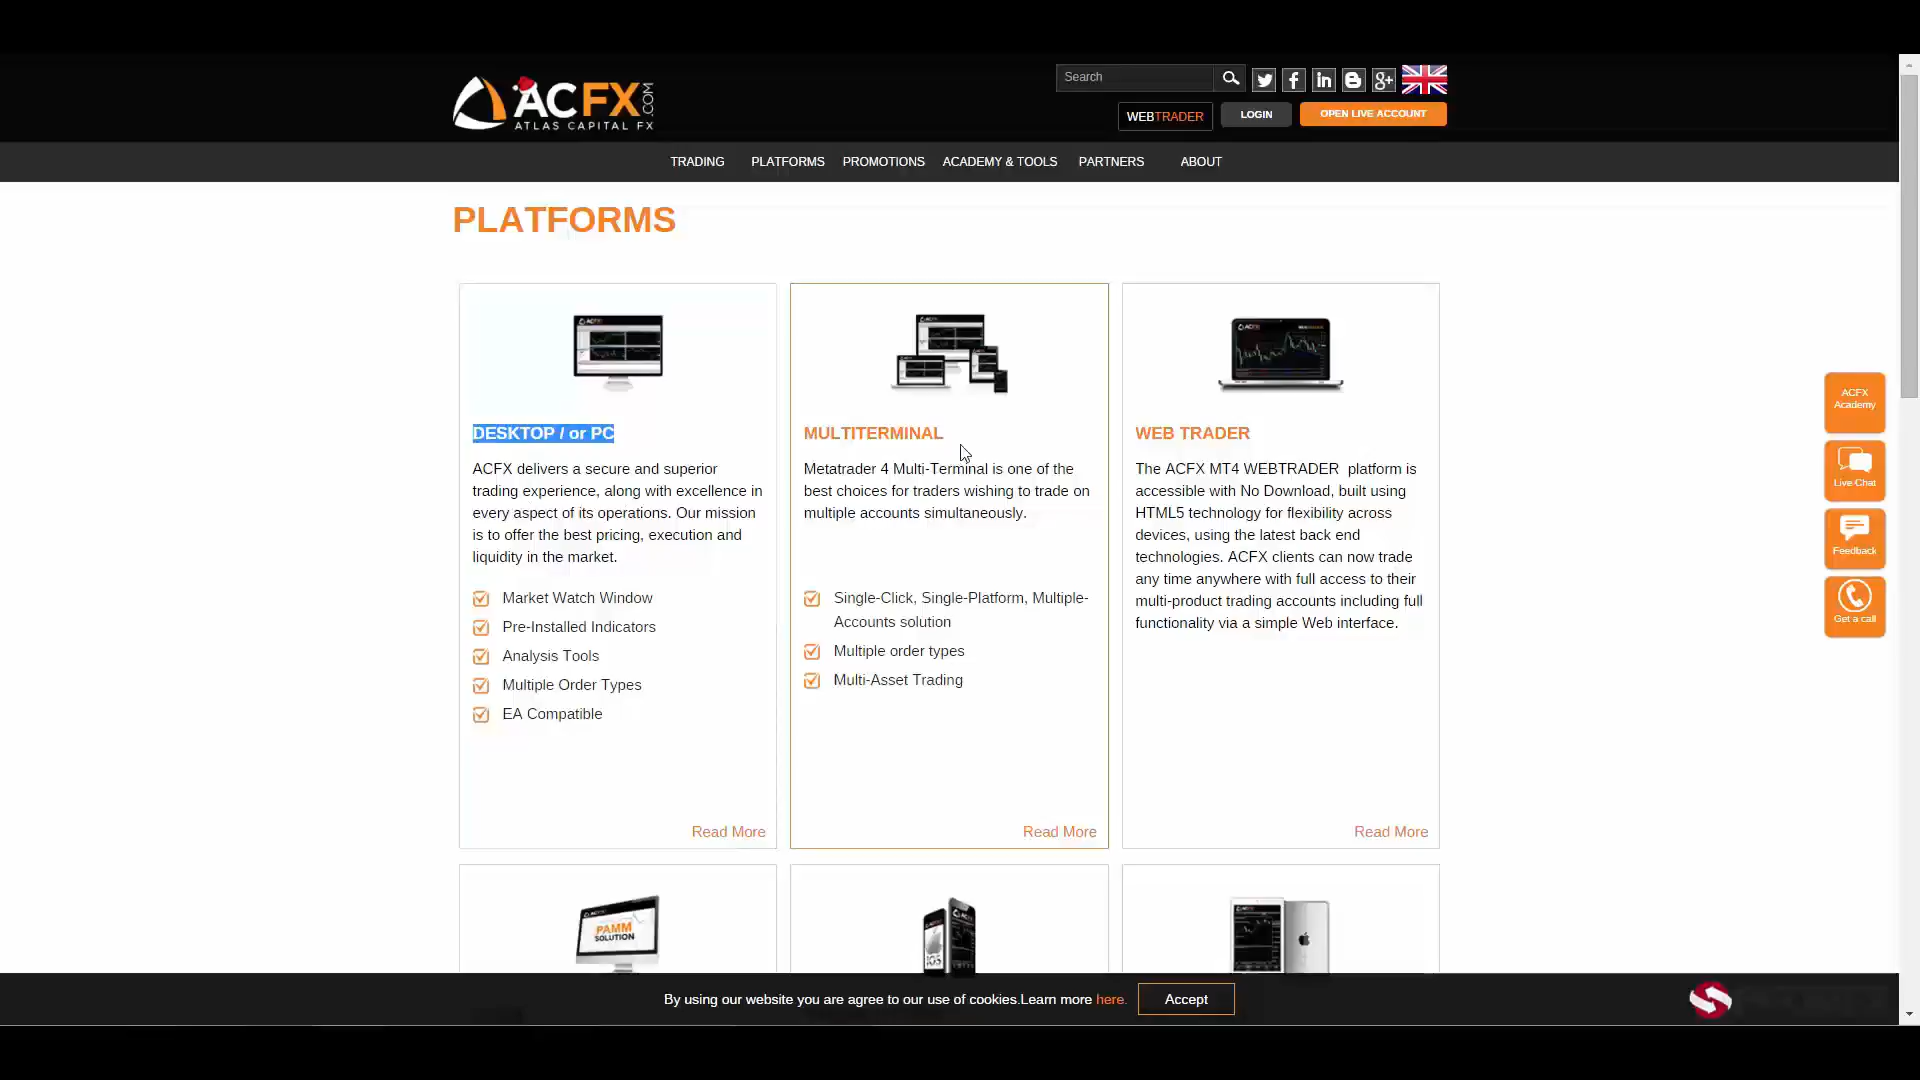 ACFX.COM
ATLAS CAPITAL FX
Search
WEBTRADER
LOGIN
OPEN LIVE ACCOUNT
TRADING
PLATFORMS
PROMOTIONS
ACADEMY & TOOLS
PARTNERS
ABOUT
PLATFORMS
DESKTOP / or PC
ACFX delivers a secure and superior
trading experience, along with excellence in
every aspect of its operations. Our mission
is to offer the best pricing, execution and
liquidity in the market.
Market Watch Window
Pre-Installed Indicators
Analysis Tools
Multiple Order Types
EA Compatible
Read More
MULTITERMINAL
Metatrader 4 Multi-Terminal is one of the
best choices for traders wishing to trade on
multiple accounts simultaneously.
Single-Click, Single-Platform, Multiple-
Accounts solution
Multiple order types
Multi-Asset Trading
Read More
WEB TRADER
The ACFX MT4 WEBTRADER platform is
accessible with No Download, built using
HTML5 technology for flexibility across
devices, using the latest back end
technologies. ACFX clients can now trade
any time anywhere with full access to their
multi-product trading accounts including full
functionality via a simple Web interface.
Read More
ACFX
Academy
Live Chat
Feedback
Get a call
PAMM
SOLUTION
iOS
By using our website you are agree to our use of cookies.Learn more here.
Accept